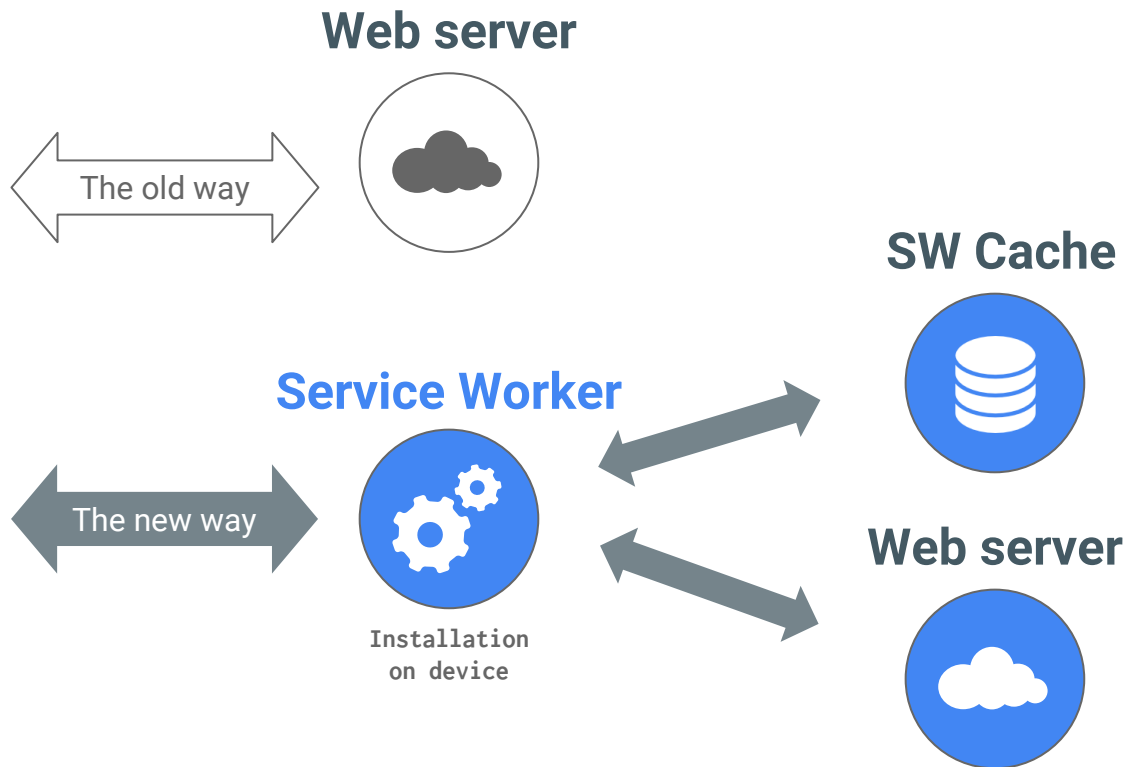 Web server
The old way
SW Cache
Service Worker
The new way
Web server
Installation
on device